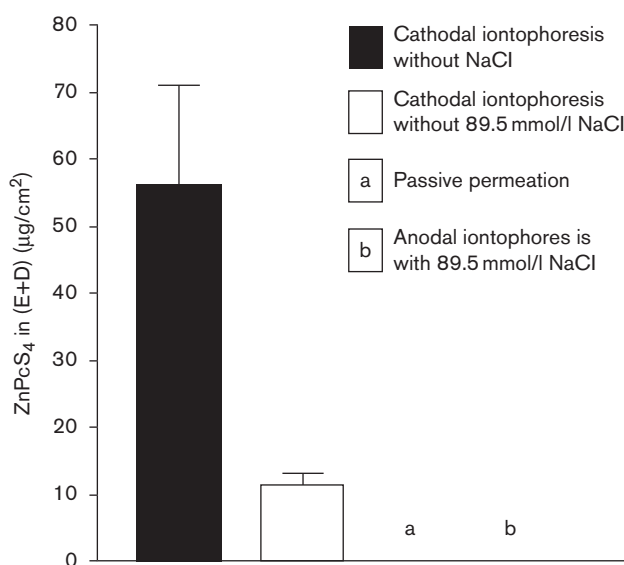 80
70
60
50
40
30
20
10
0
ZnPcS4 in (E+D) (µg/cm²)
Cathodal iontophoresis
without NaCl
Cathodal iontophoresis
without 89.5 mmol/l NaCl
a Passive permeation
b Anodal iontophores is
with 89.5 mmol/l NaCl
a b